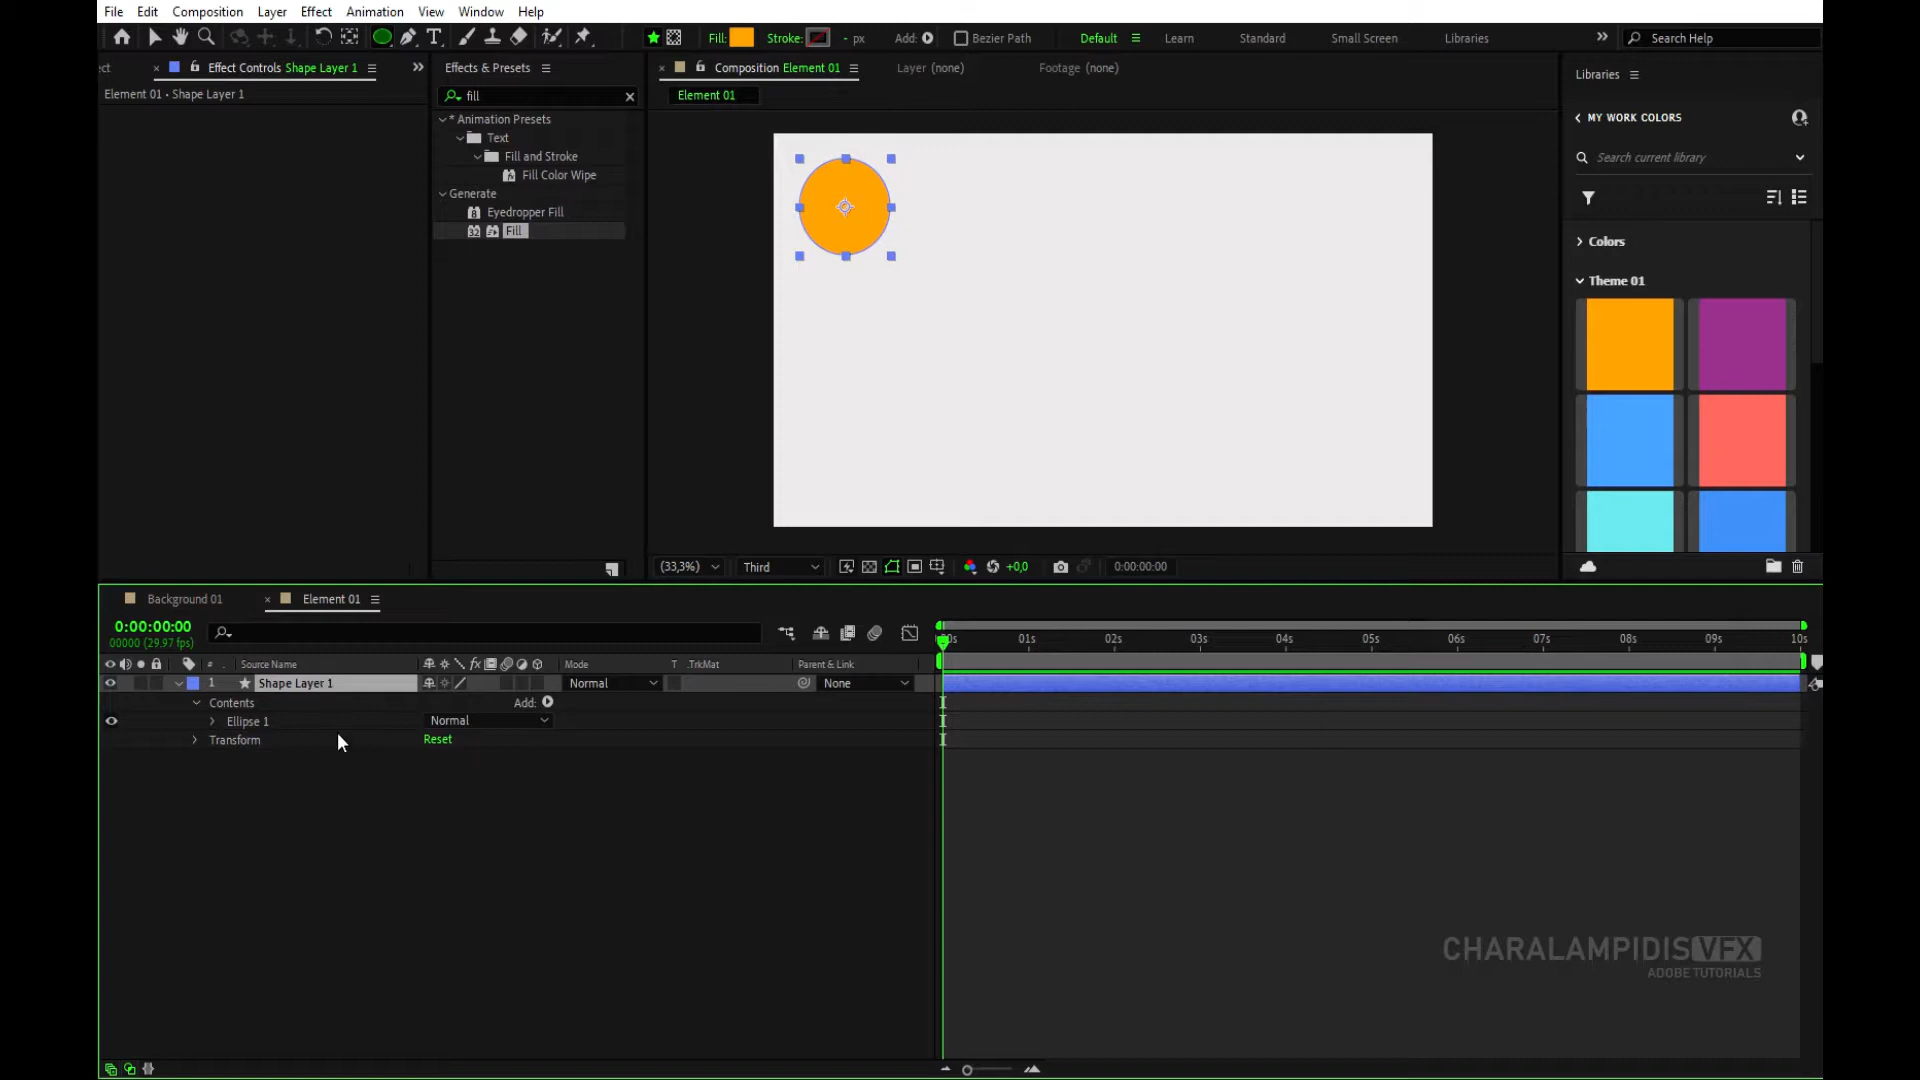 File Edit Composition Layer Effect Animation View Window Help
Fill: Stroke: - px Add: Bezier Path Default Learn Standard Small Screen Libraries Search Help
Effect Controls Shape Layer 1
Element 01 • Shape Layer 1
Effects & Presets
fill
* Animation Presets
Text
Fill and Stroke
Fill Color Wipe
Generate
Eyedropper Fill
Fill
Composition Element 01 Layer (none) Footage (none)
Element 01
(33,3%) Third +0,0 0:00:00:00
Libraries
MY WORK COLORS
Search current library
Colors
Theme 01
Background 01 Element 01
0:00:00:00
00000 (29.97 fps)
01s 02s 03s 04s 05s 06s 07s 08s 09s 10s
# Source Name Mode T .TrkMat Parent & Link
1 Shape Layer 1 Normal None
Contents Add:
Ellipse 1 Normal
Transform Reset
CHARALAMPIDISVFX
ADOBE TUTORIALS